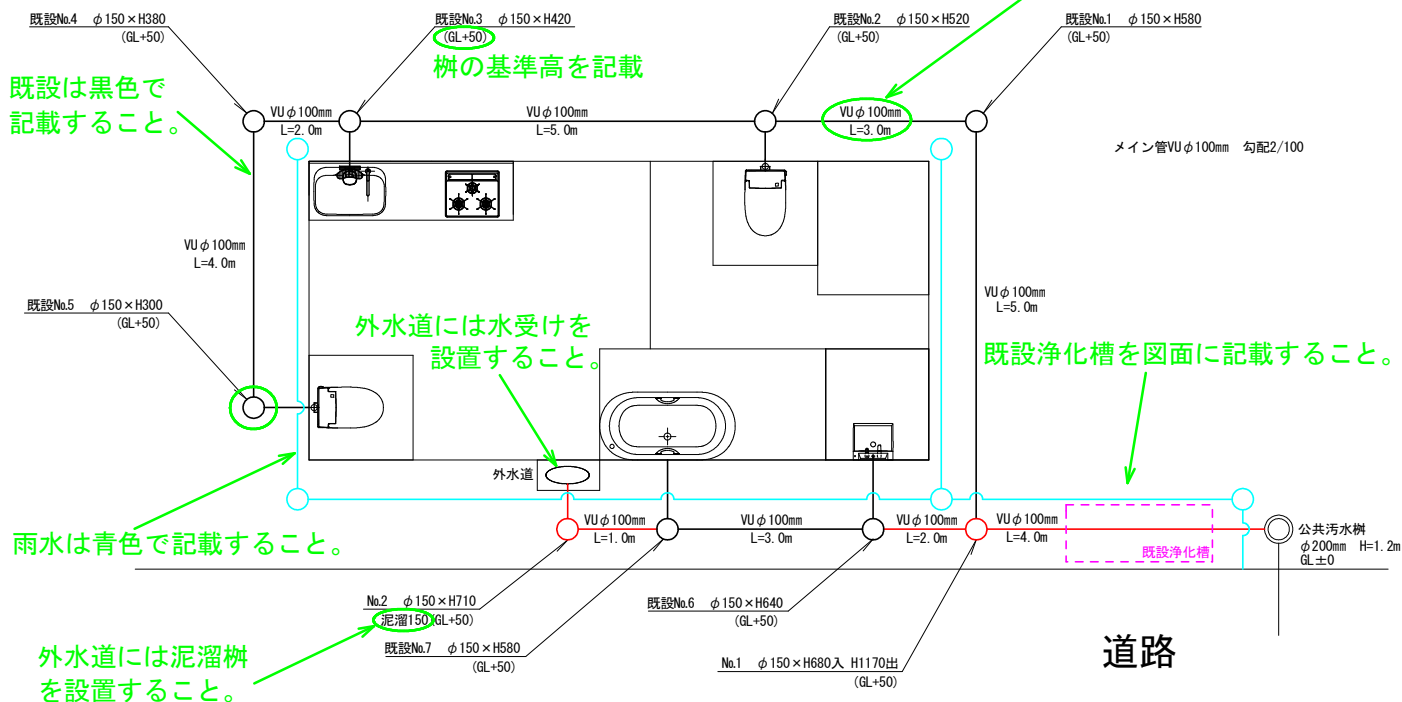 既設No.4 φ150×H380
(GL+50)
既設No.3 φ150×H420
(GL+50)
既設No.2 φ150×H520
(GL+50)
既設No.1 φ150×H580
(GL+50)
桝の基準高を記載
既設は黒色で
記載すること。
VUφ100mm
L=2.0m
VUφ100mm
L=5.0m
VUφ100mm
L=3.0m
メイン管VUφ100mm 勾配2/100
VUφ100mm
L=4.0m
VUφ100mm
L=5.0m
既設No.5 φ150×H300
(GL+50)
外水道には水受けを
設置すること。
既設浄化槽を図面に記載すること。
外水道
雨水は青色で記載すること。
VUφ100mm
L=1.0m
VUφ100mm
L=3.0m
VUφ100mm
L=2.0m
VUφ100mm
L=4.0m
既設浄化槽
公共汚水桝
φ200mm H=1.2m
GL±0
No.2 φ150×H710
泥溜150(GL+50)
既設No.7 φ150×H580
(GL+50)
既設No.6 φ150×H640
(GL+50)
No.1 φ150×H680入 H1170出
(GL+50)
道路
外水道には泥溜桝
を設置すること。